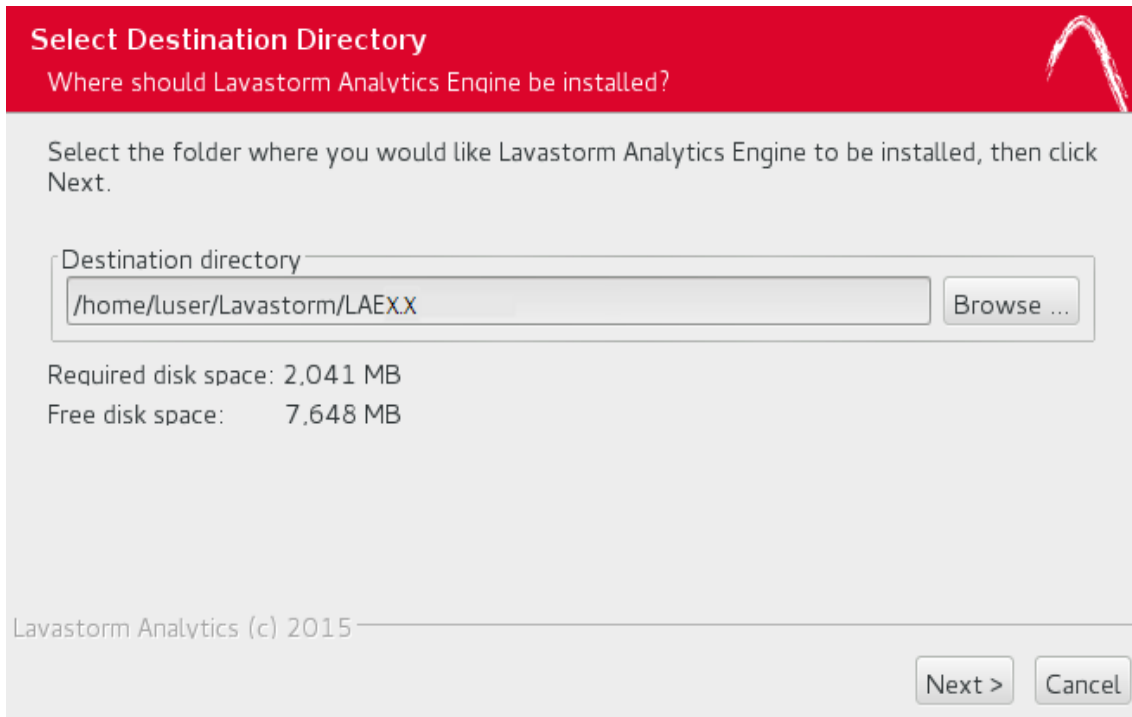 Select Destination Directory
Where should Lavastorm Analytics Engine be installed?
Select the folder where you would like Lavastorm Analytics Engine to be installed, then click
Next.
Destination directory
/home/luser/Lavastorm/LAEX.X
Browse ...
Required disk space: 2,041 MB
Free disk space: 7,648 MB
Lavastorm Analytics (c) 2015
Next >
Cancel